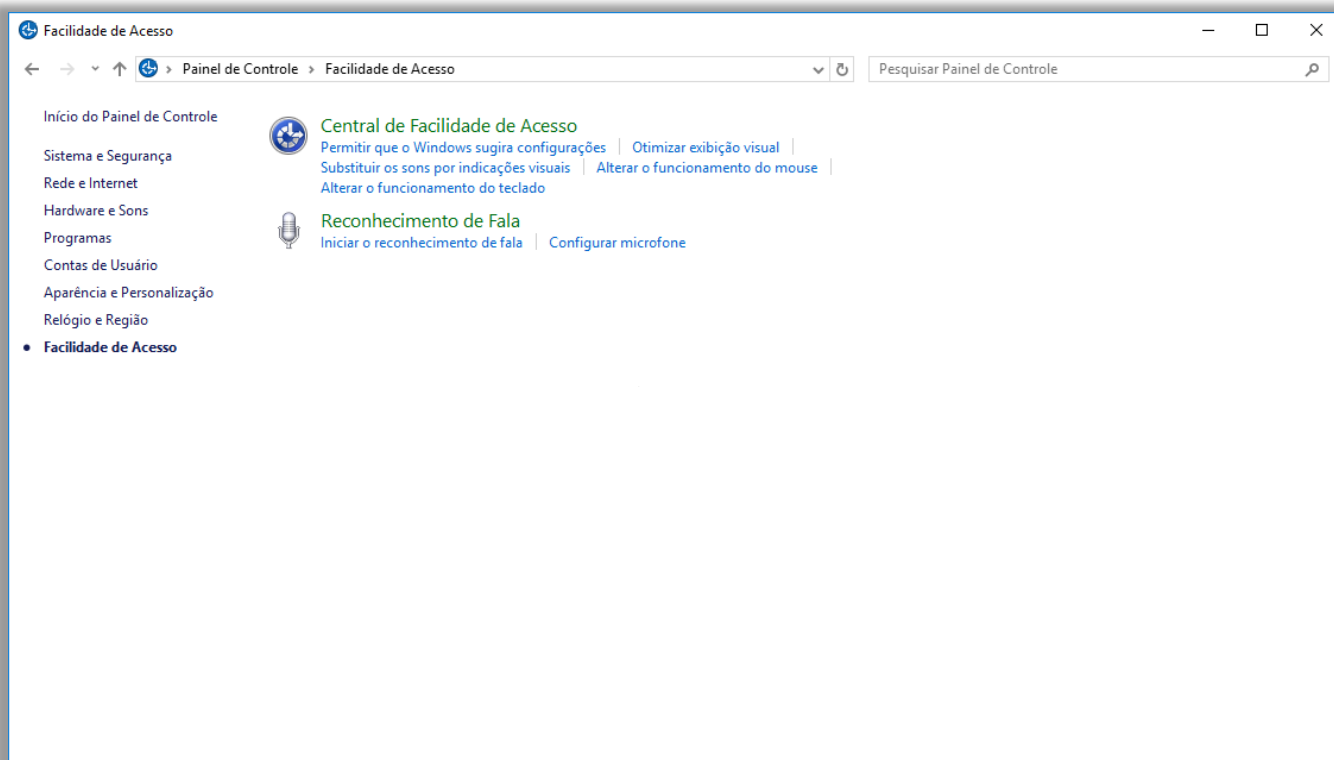 Facilidade de Acesso
Painel de Controle › Facilidade de Acesso
Pesquisar Painel de Controle
Início do Painel de Controle
Sistema e Segurança
Rede e Internet
Hardware e Sons
Programas
Contas de Usuário
Aparência e Personalização
Relógio e Região
• Facilidade de Acesso
Central de Facilidade de Acesso
Permitir que o Windows sugira configurações | Otimizar exibição visual |
Substituir os sons por indicações visuais | Alterar o funcionamento do mouse |
Alterar o funcionamento do teclado
Reconhecimento de Fala
Iniciar o reconhecimento de fala | Configurar microfone